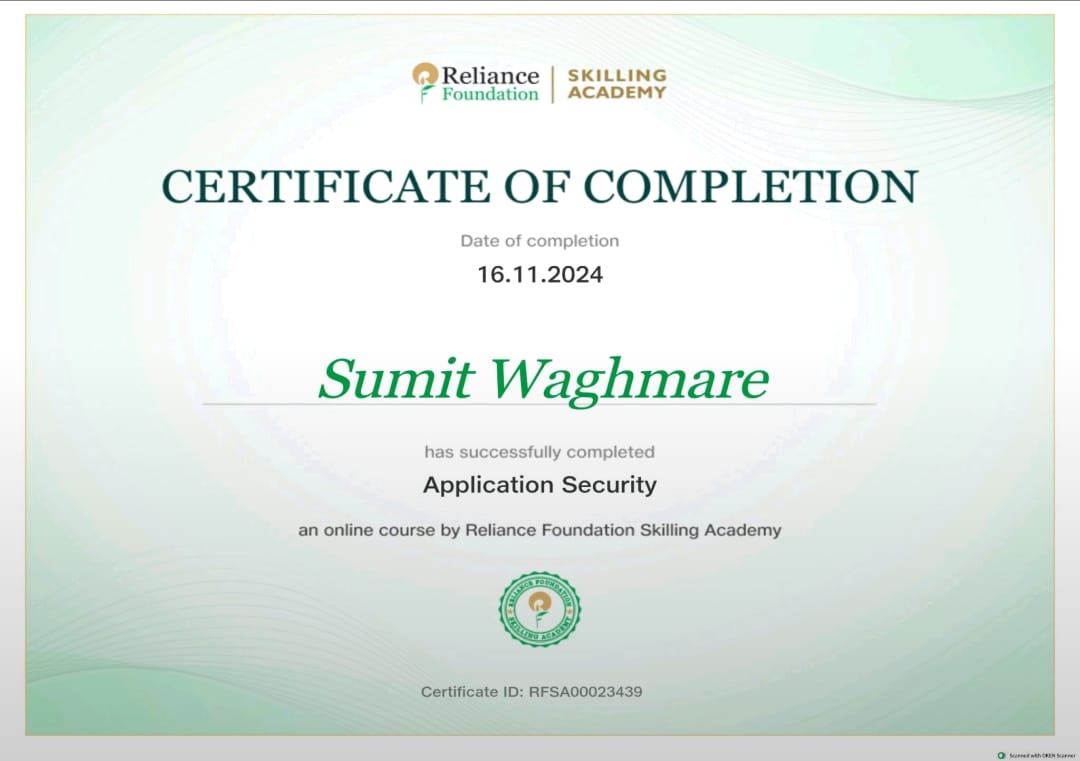 Reliance
Foundation
SKILLING
ACADEMY
CERTIFICATE OF COMPLETION
Date of completion
16.11.2024
Sumit Waghmare
has successfully completed
Application Security
an online course by Reliance Foundation Skilling Academy
RELIANCE FOUNDATION
SKILLING ACADEMY
Certificate ID: RFSA00023439
Scanned with OKEN Scanner